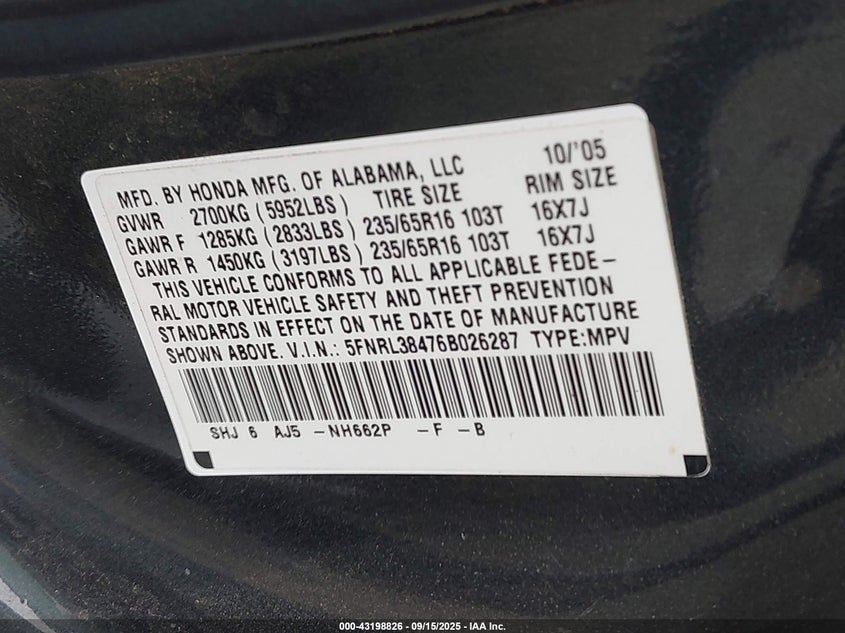 MFD. BY HONDA MFG. OF ALABAMA, LLC 10/'05
GVWR 2700KG (5952LBS) TIRE SIZE RIM SIZE
GAWR F 1285KG (2833LBS) 235/65R16 103T 16X7J
GAWR R 1450KG (3197LBS) 235/65R16 103T 16X7J
THIS VEHICLE CONFORMS TO ALL APPLICABLE FEDE-
RAL MOTOR VEHICLE SAFETY AND THEFT PREVENTION
STANDARDS IN EFFECT ON THE DATE OF MANUFACTURE
SHOWN ABOVE. V.I.N.: 5FNRL38476B026287 TYPE:MPV
SHJ 6 AJ5 -NH662P -F -B
000-43198826 - 09/15/2025 - IAA Inc.